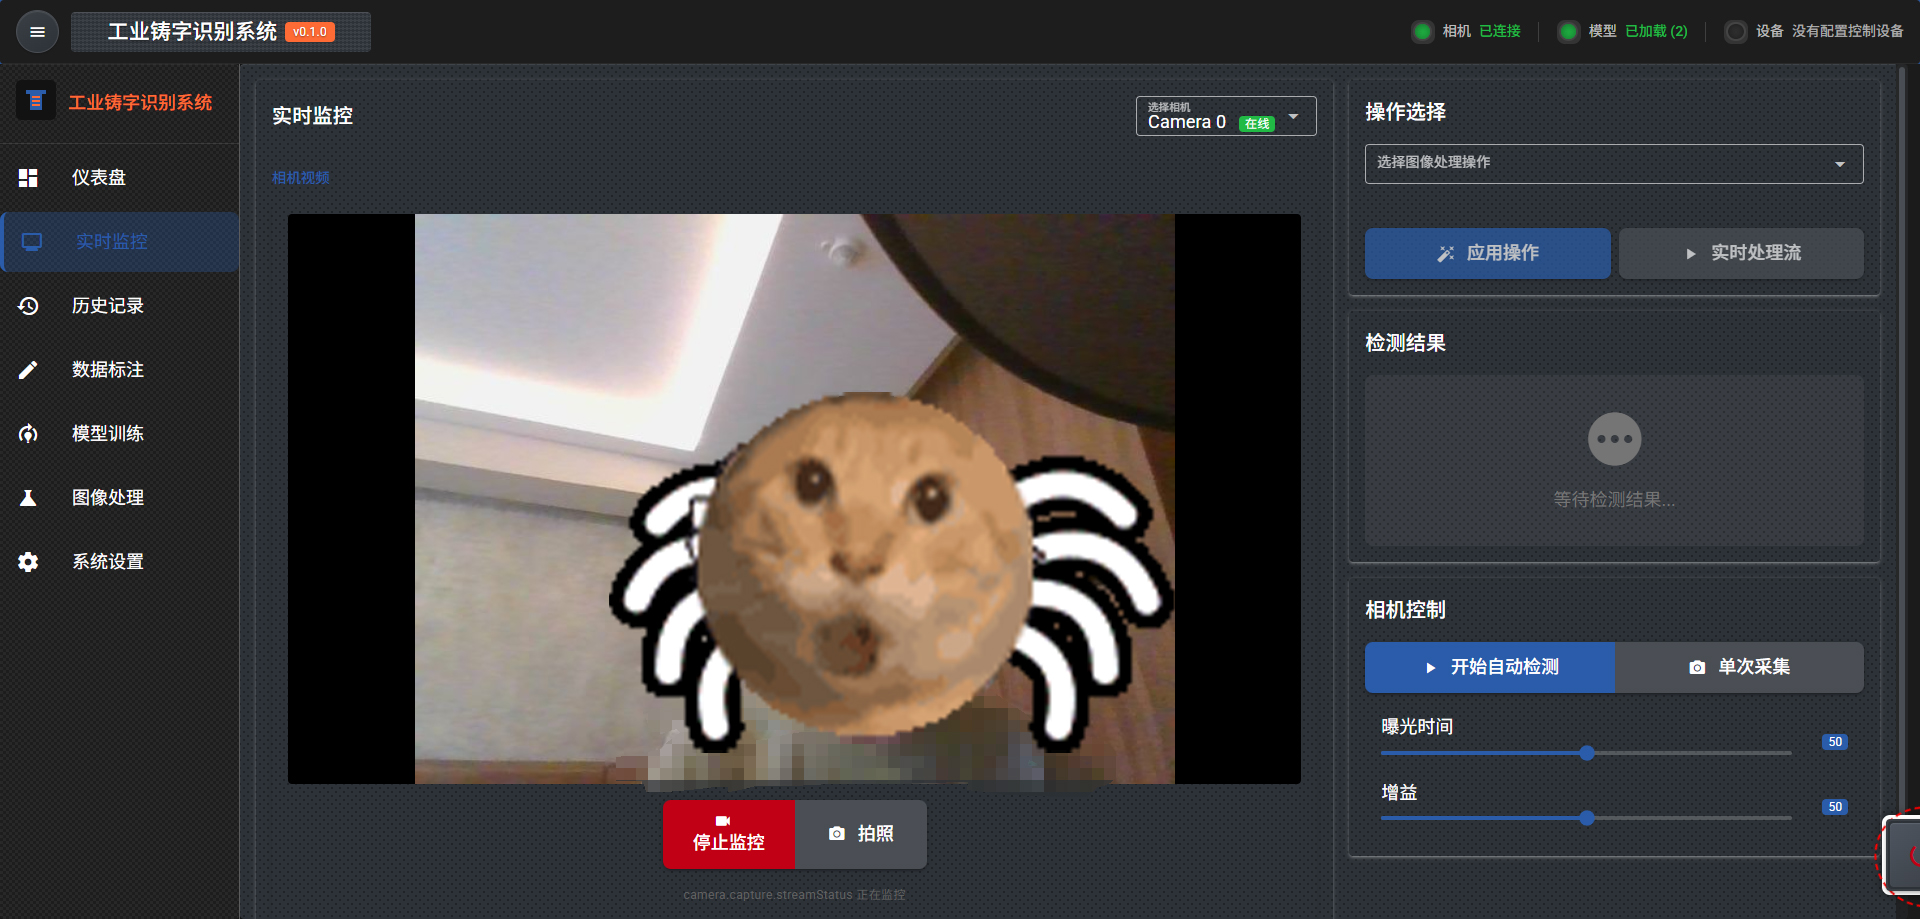 工业铸字识别系统 v0.1.0
相机 已连接
模型 已加载 (2)
设备 没有配置控制设备
工业铸字识别系统
仪表盘
实时监控
历史记录
数据标注
模型训练
图像处理
系统设置
实时监控
选择相机
Camera 0 在线
相机视频
停止监控
拍照
camera.capture.streamStatus 正在监控
操作选择
选择图像处理操作
应用操作
实时处理流
检测结果
等待检测结果...
相机控制
开始自动检测
单次采集
曝光时间
50
增益
50